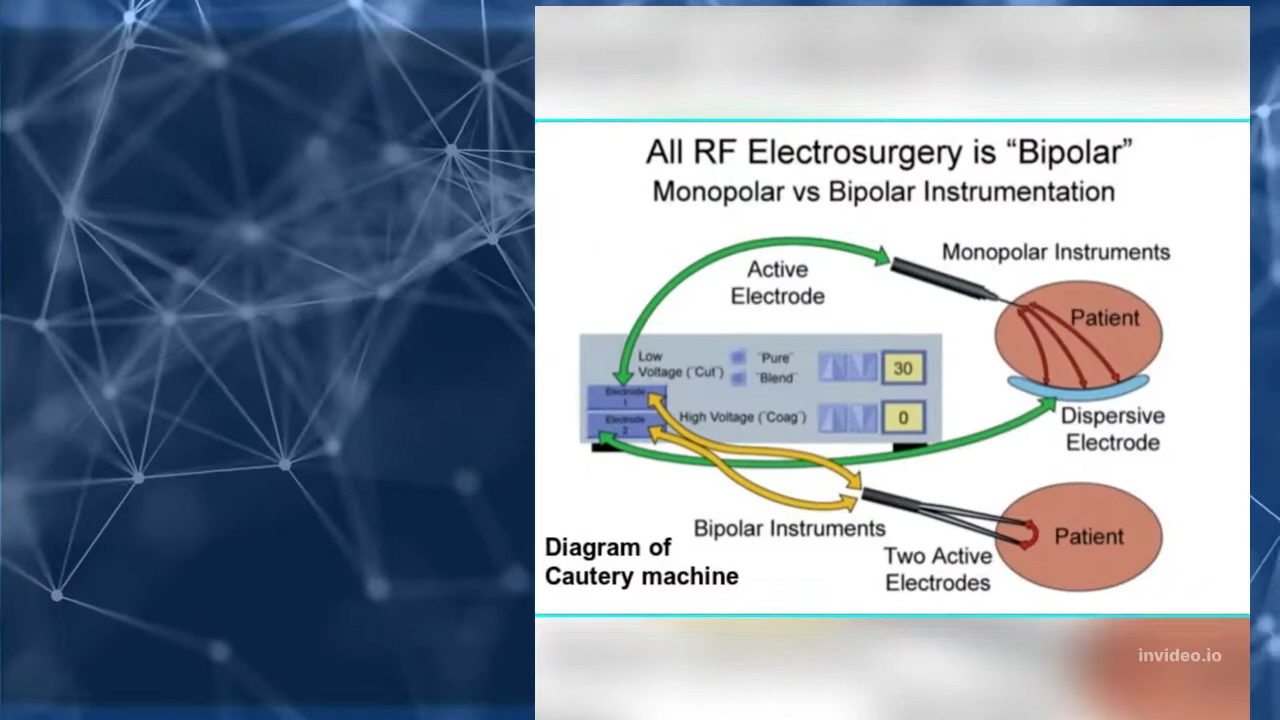 All RF Electrosurgery is “Bipolar”
Monopolar vs Bipolar Instrumentation
Monopolar Instruments
Active
Electrode
Patient
Low
Voltage (¨Cut¨)
¨Pure¨
¨Blend¨
30
Electrode
1
High Voltage (¨Coag¨)
0
Electrode
2
Dispersive
Electrode
Bipolar Instruments
Patient
Two Active
Electrodes
Diagram of
Cautery machine
invideo.io